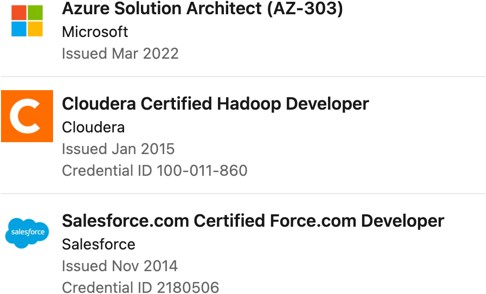 Azure Solution Architect (AZ-303)
Microsoft
Issued Mar 2022
Cloudera Certified Hadoop Developer
Cloudera
Issued Jan 2015
Credential ID 100-011-860
Salesforce.com Certified Force.com Developer
salesforce
Salesforce
Issued Nov 2014
Credential ID 2180506